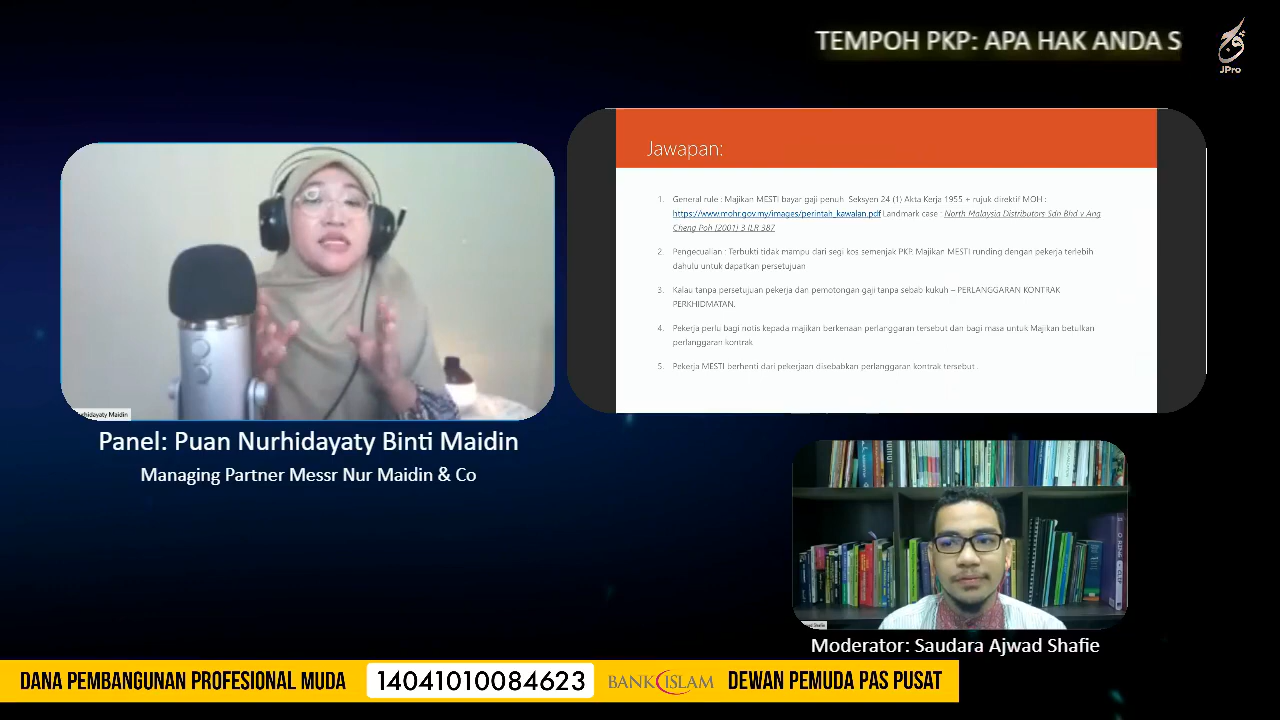 TEMPOH PKP: APA HAK ANDA S
JPro
Jawapan:
1. General rule : Majikan MESTI bayar gaji penuh Seksyen 24 (1) Akta Kerja 1955 + rujuk direktif MOH :
https://www.mohr.gov.my/images/perintah_kawalan.pdf Landmark case : North Malaysia Distributors Sdn Bhd v Ang
Cheng Poh [2001] 3 ILR 387
2. Pengecualian : Terbukti tidak mampu dari segi kos semenjak PKP. Majikan MESTI runding dengan pekerja terlebih
dahulu untuk dapatkan persetujuan
3. Kalau tanpa persetujuan pekerja dan pemotongan gaji tanpa sebab kukuh – PERLANGGARAN KONTRAK
PERKHIDMATAN.
4. Pekerja perlu bagi notis kepada majikan berkenaan perlanggaran tersebut dan bagi masa untuk Majikan betulkan
perlanggaran kontrak
5. Pekerja MESTI berhenti dari pekerjaan disebabkan perlanggaran kontrak tersebut .
Maidin
Panel: Puan Nurhidayaty Binti Maidin
Managing Partner Messr Nur Maidin & Co
Shafie
Moderator: Saudara Ajwad Shafie
DANA PEMBANGUNAN PROFESIONAL MUDA 14041010084623 BANK ISLAM DEWAN PEMUDA PAS PUSAT